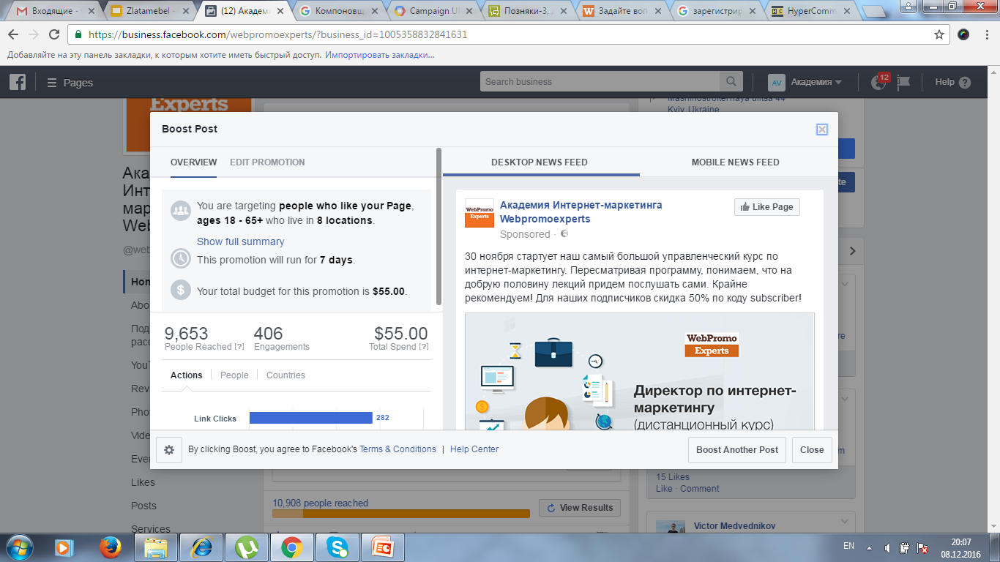 Входящие -
Zlatamebel -
(12) Академи
Компоновщ
Campaign U
Позняки-3, Д
Задайте воп
зарегистрир
HyperComm
https://business.facebook.com/webpromoexperts/?business_id=1005358832841631
Добавляйте на эту панель закладки, к которым хотите иметь быстрый доступ. Импортировать закладки...
Pages
Search business
AV
Академия
12
Help
Experts
Mashinostroitelnaya ulitsa 44
Kyiv, Ukraine
Boost Post
OVERVIEW
EDIT PROMOTION
DESKTOP NEWS FEED
MOBILE NEWS FEED
You are targeting people who like your Page,
ages 18 - 65+ who live in 8 locations.
Show full summary
This promotion will run for 7 days.
Your total budget for this promotion is $55.00.
9,653
People Reached [?]
406
Engagements
$55.00
Total Spend [?]
Actions
People
Countries
Link Clicks
282
WebPromo
Experts
Академия Интернет-маркетинга
Webpromoexperts
Sponsored ·
Like Page
30 ноября стартует наш самый большой управленческий курс по
интернет-маркетингу. Пересматривая программу, понимаем, что на
добрую половину лекций придем послушать сами. Крайне
рекомендуем! Для наших подписчиков скидка 50% по коду subscriber!
WebPromo
Experts
Директор по интернет-
маркетингу
(дистанционный курс)
By clicking Boost, you agree to Facebook's Terms & Conditions | Help Center
Boost Another Post
Close
Ака
Инт
мар
Web
@web
Hom
Abo
Под
расс
YouT
Rev
Pho
Vide
Ever
Likes
Posts
Services
10,908 people reached
View Results
te
re
m
15 Likes
Like · Comment
Victor Medvednikov
EN
20:07
08.12.2016